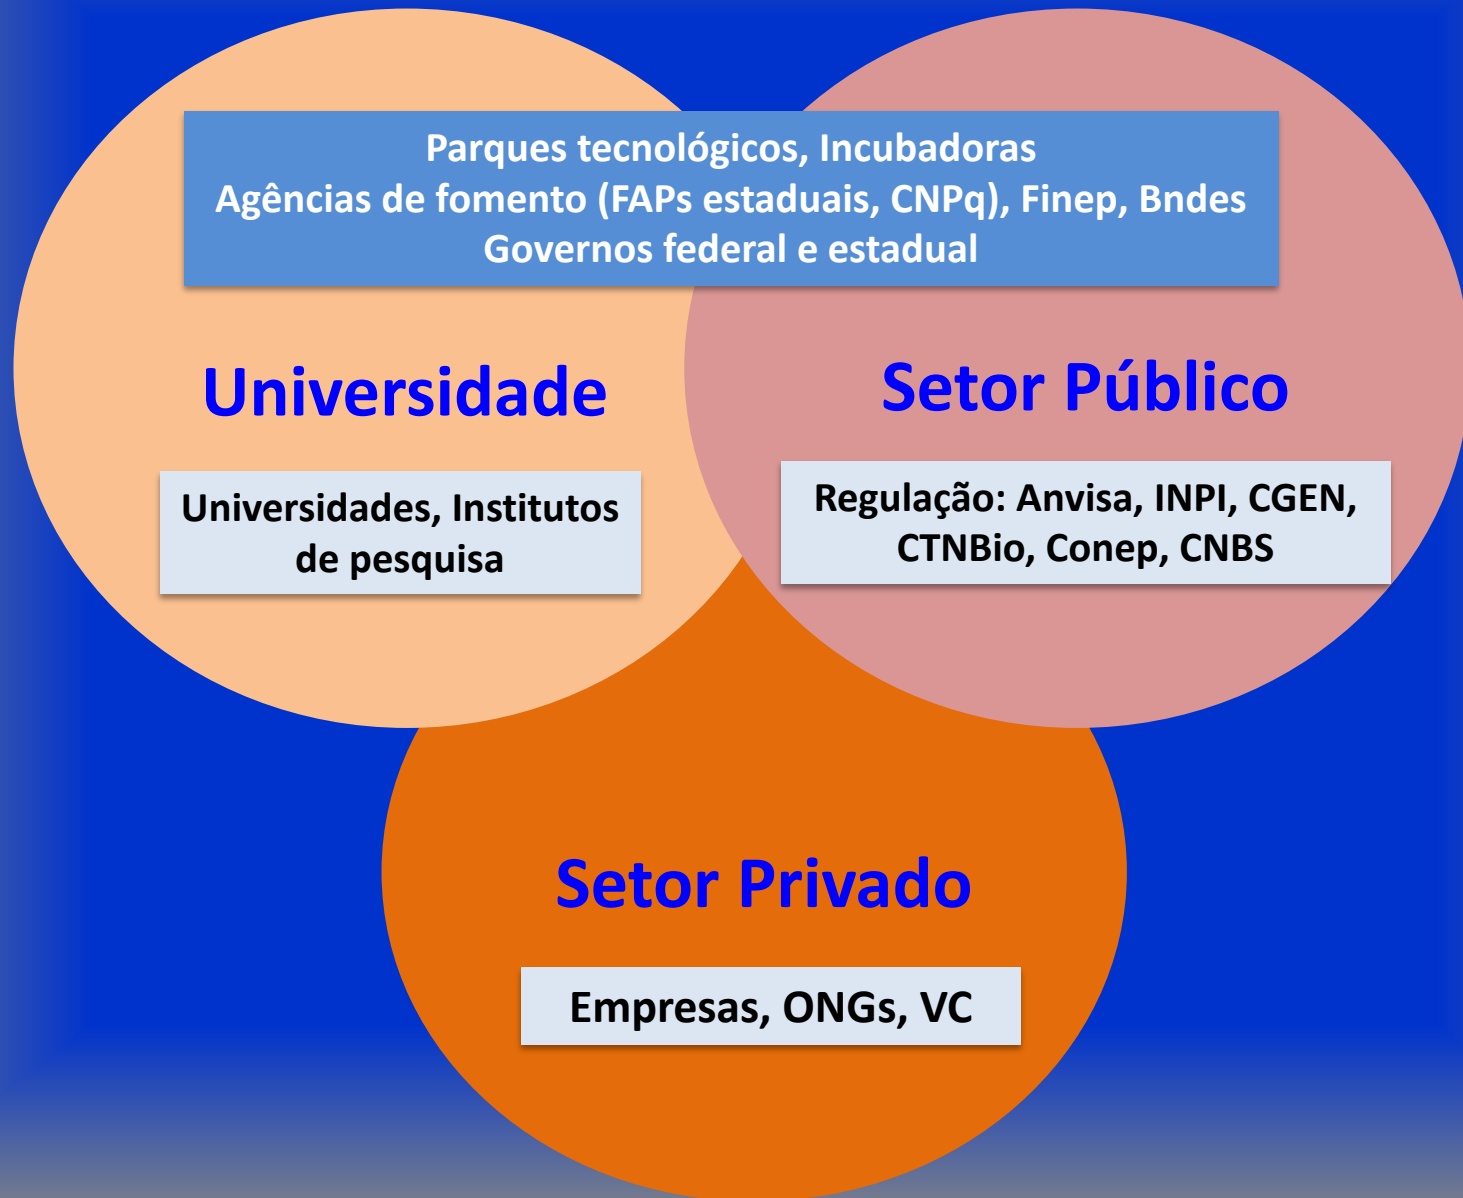 Parques tecnológicos, Incubadoras
Agências de fomento (FAPs estaduais, CNPq), Finep, Bndes
Governos federal e estadual
Universidade
Setor Público
Universidades, Institutos
de pesquisa
Regulação: Anvisa, INPI, CGEN,
CTNBio, Conep, CNBS
Setor Privado
Empresas, ONGs, VC